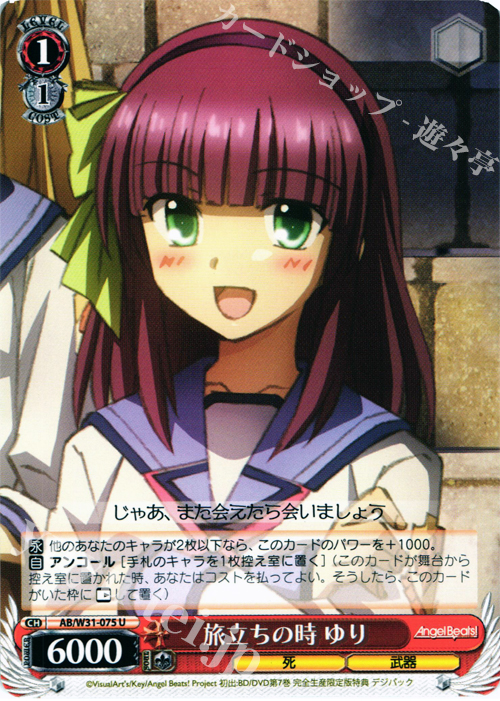 LEVEL
1
1
COST
カードショップ - 遊々亭
じゃあ、また会えたら会いましょう
永 他のあなたのキャラが2枚以下なら、このカードのパワーを+1000。
自 アンコール [手札のキャラを1枚控え室に置く] (このカードが舞台から
控え室に置かれた時、あなたはコストを払ってよい。そうしたら、このカー
ドがいた枠に して置く)
CH
AB/W31-075 U
旅立ちの時 ゆり
Angel Beats!
POWER
6000
SOUL
死
武器
©VisualArt's/Key/Angel Beats! Project 初出:BD/DVD第7巻 完全生産限定版特典 デジパック